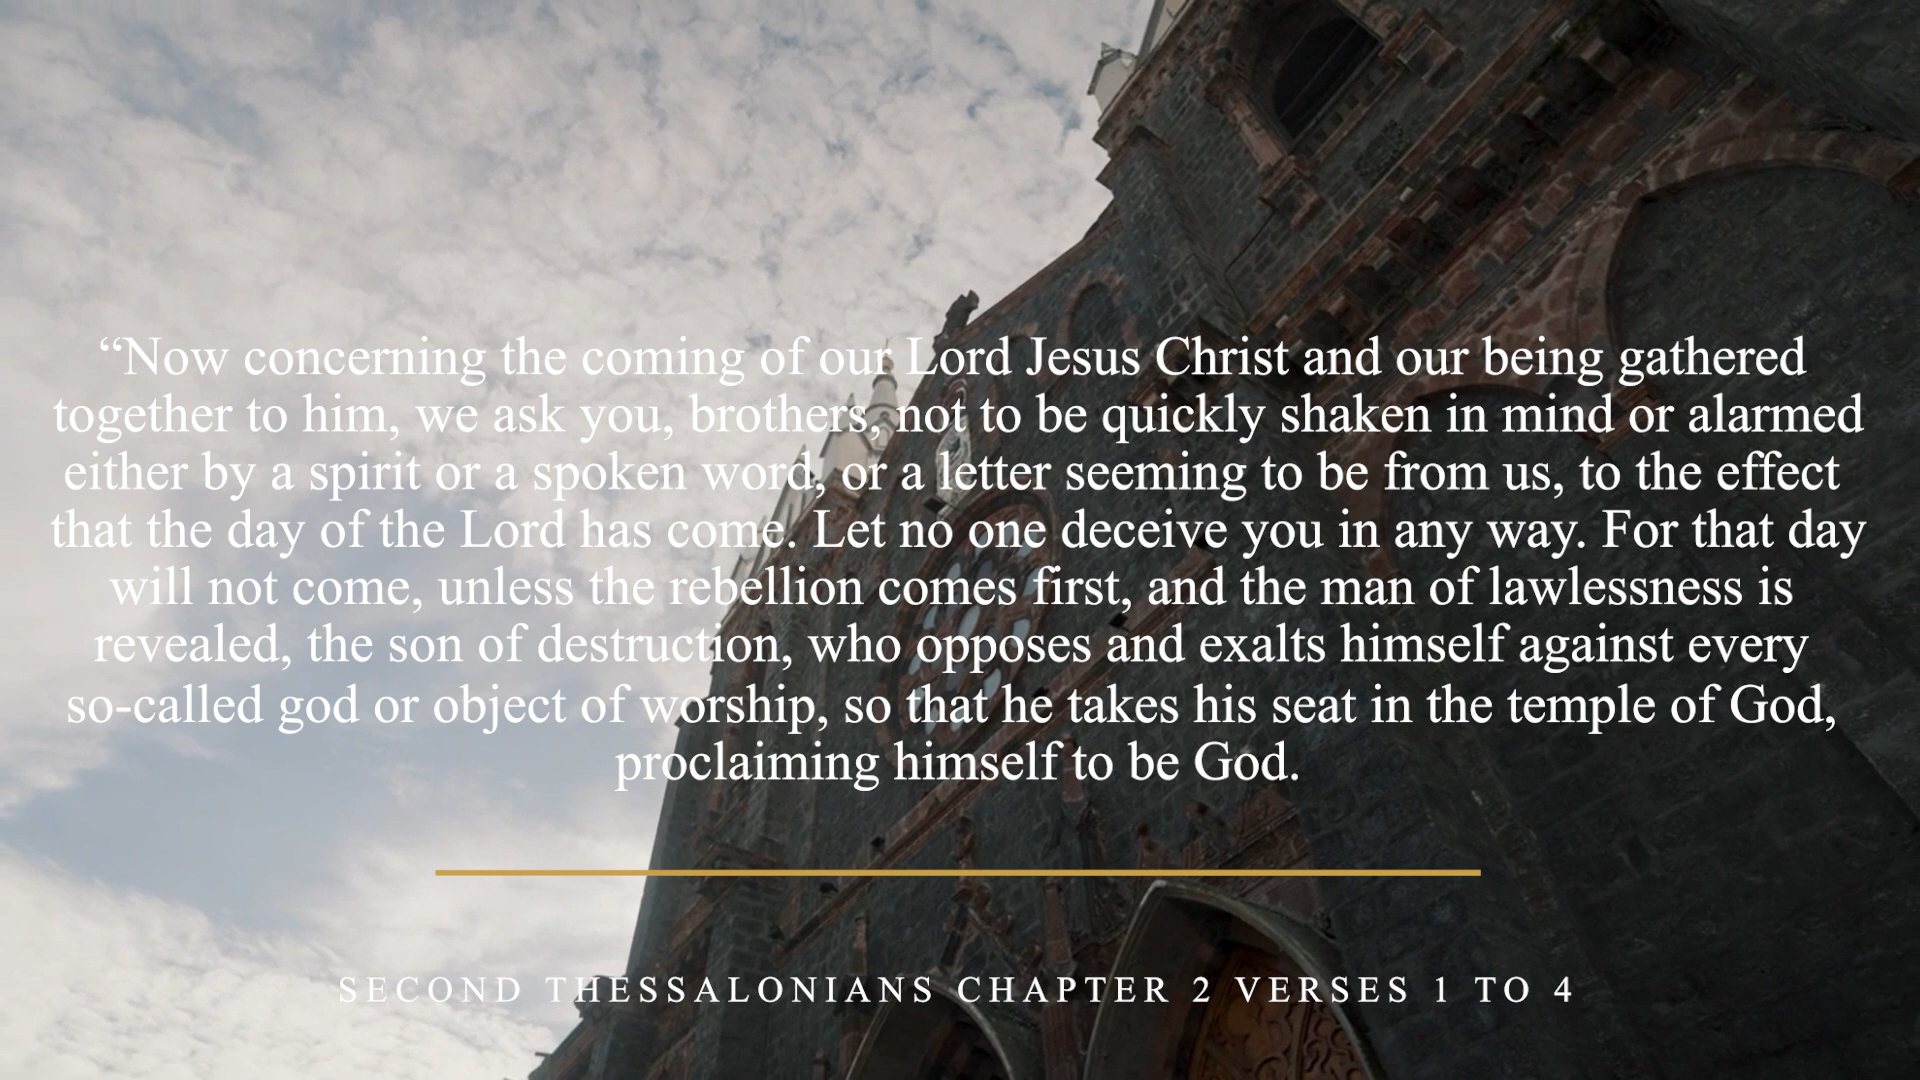 “Now concerning the coming of our Lord Jesus Christ and our being gathered
together to him, we ask you, brothers, not to be quickly shaken in mind or alarmed
either by a spirit or a spoken word, or a letter seeming to be from us, to the effect
that the day of the Lord has come. Let no one deceive you in any way. For that day
will not come, unless the rebellion comes first, and the man of lawlessness is
revealed, the son of destruction, who opposes and exalts himself against every
so-called god or object of worship, so that he takes his seat in the temple of God,
proclaiming himself to be God.
SECOND THESSALONIANS CHAPTER 2 VERSES 1 TO 4